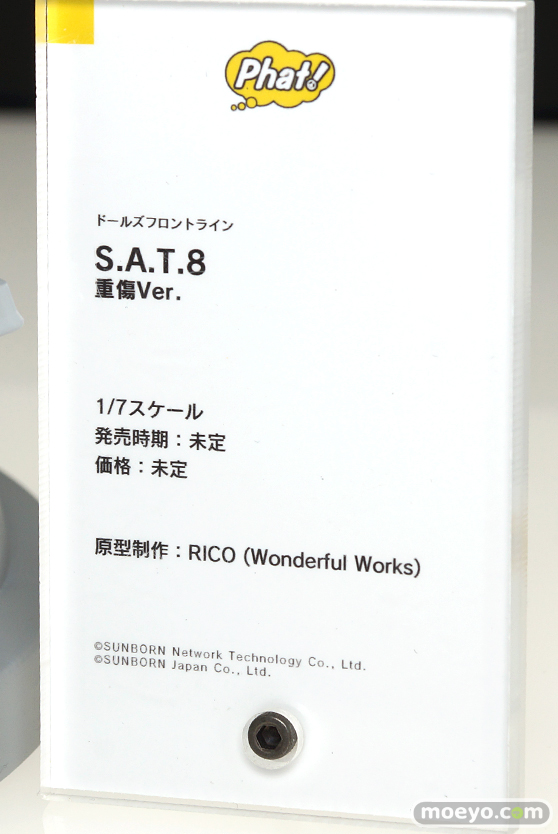 Phat!
ドールズフロントライン
S.A.T.8
重傷Ver.
1/7スケール
発売時期：未定
価格：未定
原型制作：RICO (Wonderful Works)
©SUNBORN Network Technology Co., Ltd.
©SUNBORN Japan Co., Ltd.
moeyo.com